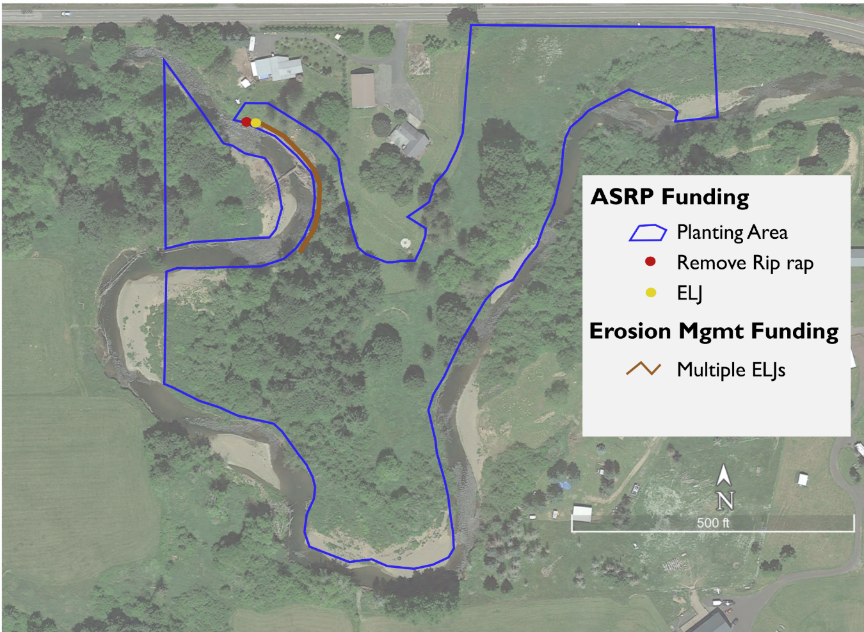 ASRP Funding
Planting Area
Remove Rip rap
ELJ
Erosion Mgmt Funding
Multiple ELJs
N
500 ft